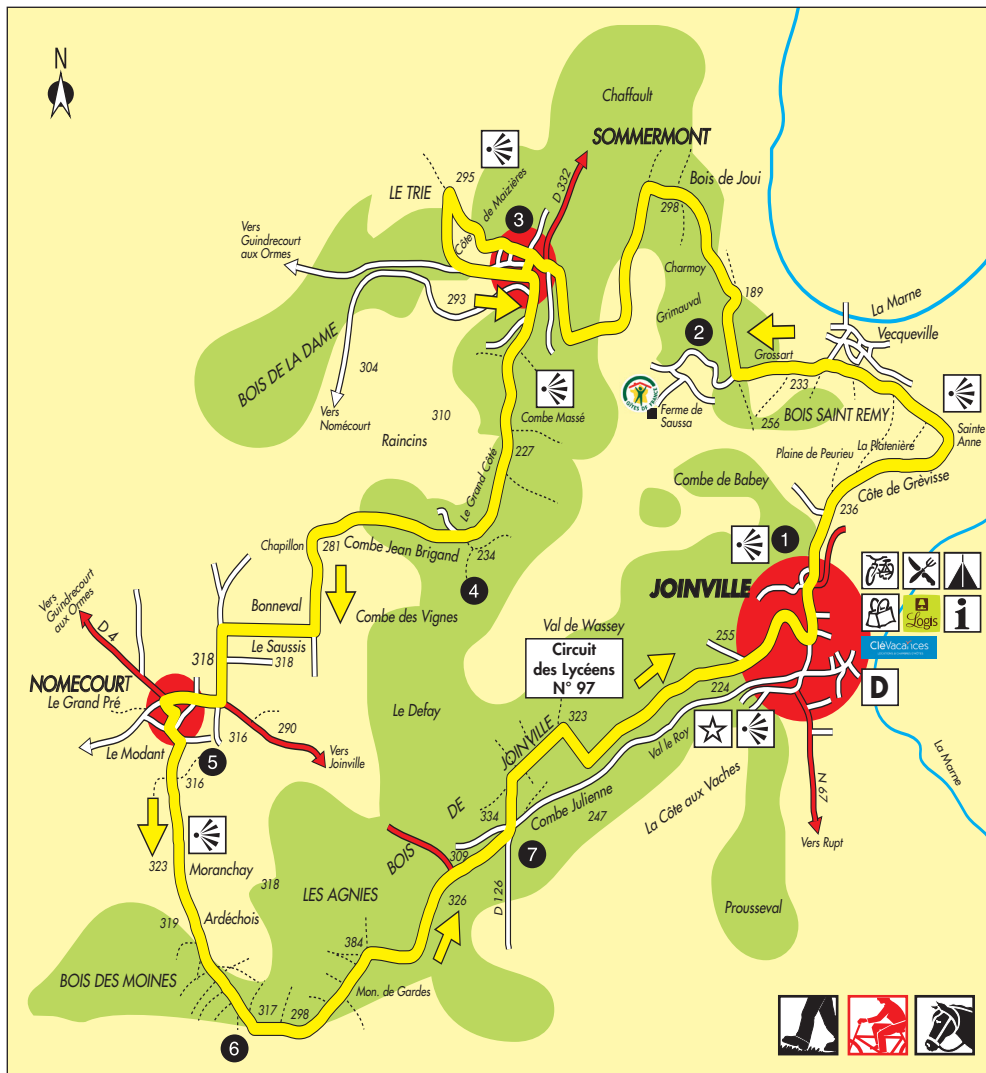 N
Chaffault
SOMMERMONT
D 332
295
LE TRIE
Côte
de Maizières
3
Bois de Joui
298
Vers
Guindrecourt
aux Ormes
293
Charmoy
189
Grimauval
2
La Marne
Vecqueville
Grossart
233
BOIS DE LA DAME
304
Vers
Nomécourt
310
Raincins
Combe Massé
GÎTES DE FRANCE
Ferme de
Saussa
256
BOIS SAINT REMY
Sainte
Anne
La Platenière
Plaine de Peurieu
227
Le Grand Côté
Combe de Babey
Côte de Grèvisse
236
1
JOINVILLE
Chapillon
281
Combe Jean Brigand
234
4
Bonneval
Combe des Vignes
Le Saussis
318
318
Vers
Guindrecourt
aux Ormes
D 4
NOMECOURT
Le Grand Pré
Le Modant
316
290
Vers
Joinville
5
316
Val de Wassey
Circuit
des Lycéens
N° 97
255
224
Logis
i
CléVacances
D
Le Defay
323
Val le Roy
BOIS
DE
JOINVILLE
334
Combe Julienne
247
La Côte aux Vaches
N 67
Vers Rupt
La Marne
7
309
D 126
326
323
Moranchay
318
LES AGNIES
Ardéchois
319
384
Prousseval
BOIS DES MOINES
Mon. de Gardes
317
298
6